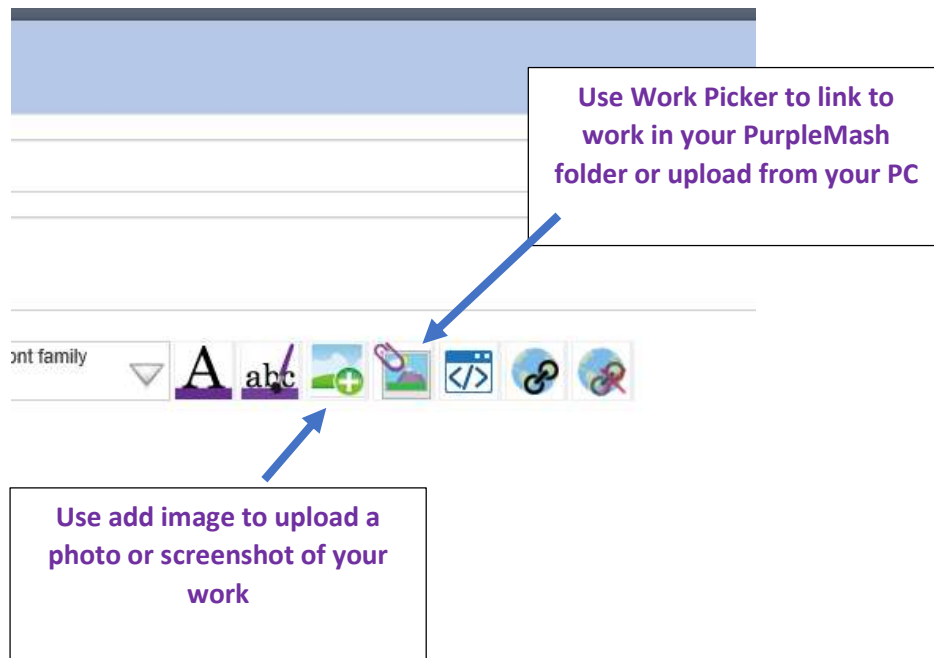 Use Work Picker to link to
work in your PurpleMash
folder or upload from your PC
ont family
A abc </>
Use add image to upload a
photo or screenshot of your
work